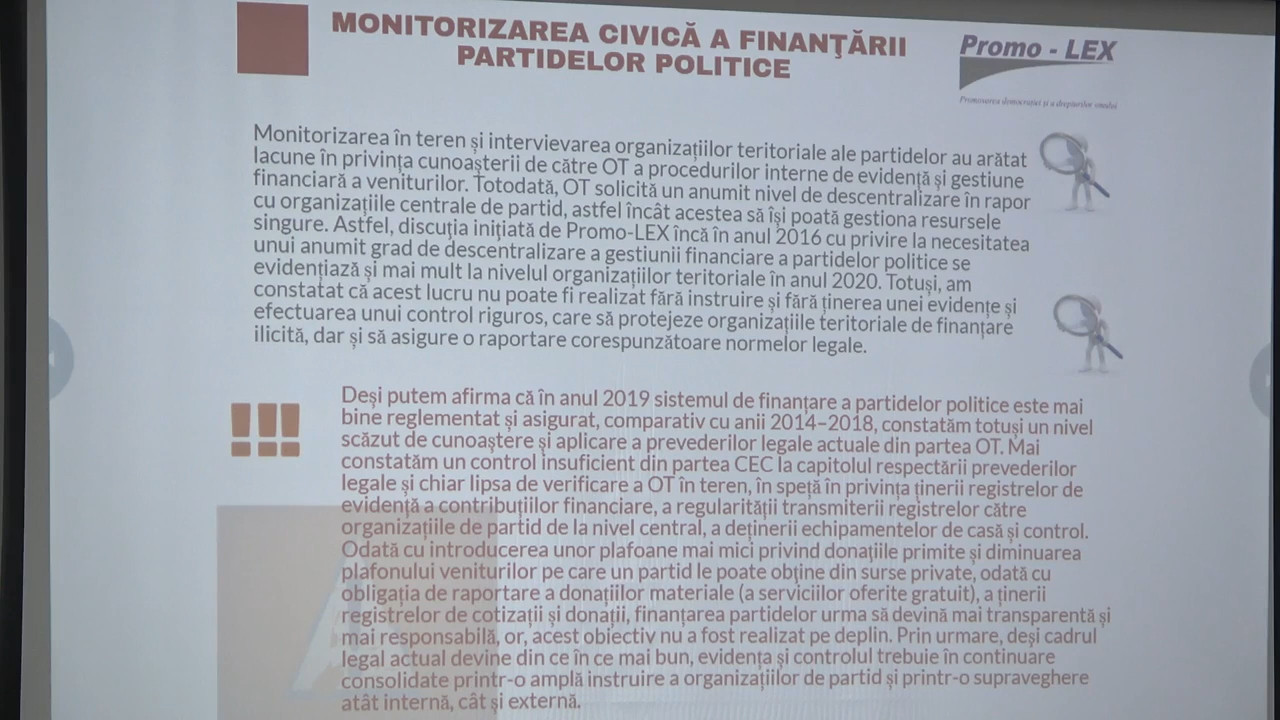 MONITORIZAREA CIVICĂ A FINANŢĂRII
PARTIDELOR POLITICE
Promo - LEX
Promovarea democrației și a drepturilor omului
Monitorizarea în teren și intervievarea organizațiilor teritoriale ale partidelor au arătat
lacune în privința cunoașterii de către OT a procedurilor interne de evidență și gestiune
financiară a veniturilor. Totodată, OT solicită un anumit nivel de descentralizare în rapor
cu organizațiile centrale de partid, astfel încât acestea să își poată gestiona resursele
singure. Astfel, discuția inițiată de Promo-LEX încă în anul 2016 cu privire la necesitatea
unui anumit grad de descentralizare a gestiunii financiare a partidelor politice se
evidențiază și mai mult la nivelul organizațiilor teritoriale în anul 2020. Totuși, am
constatat că acest lucru nu poate fi realizat fără instruire și fără ținerea unei evidențe și
efectuarea unui control riguros, care să protejeze organizațiile teritoriale de finanțare
ilicită, dar și să asigure o raportare corespunzătoare normelor legale.
!!!
Deși putem afirma că în anul 2019 sistemul de finanțare a partidelor politice este mai
bine reglementat și asigurat, comparativ cu anii 2014–2018, constatăm totuși un nivel
scăzut de cunoaștere și aplicare a prevederilor legale actuale din partea OT. Mai
constatăm un control insuficient din partea CEC la capitolul respectării prevederilor
legale și chiar lipsa de verificare a OT în teren, în speță în privința ținerii registrelor de
evidență a contribuțiilor financiare, a regularității transmiterii registrelor către
organizațiile de partid de la nivel central, a deținerii echipamentelor de casă și control.
Odată cu introducerea unor plafoane mai mici privind donațiile primite și diminuarea
plafonului veniturilor pe care un partid le poate obține din surse private, odată cu
obligația de raportare a donațiilor materiale (a serviciilor oferite gratuit), a ținerii
registrelor de cotizații și donații, finanțarea partidelor urma să devină mai transparentă și
mai responsabilă, or, acest obiectiv nu a fost realizat pe deplin. Prin urmare, deși cadrul
legal actual devine din ce în ce mai bun, evidența și controlul trebuie în continuare
consolidate printr-o amplă instruire a organizațiilor de partid și printr-o supraveghere
atât internă, cât și externă.